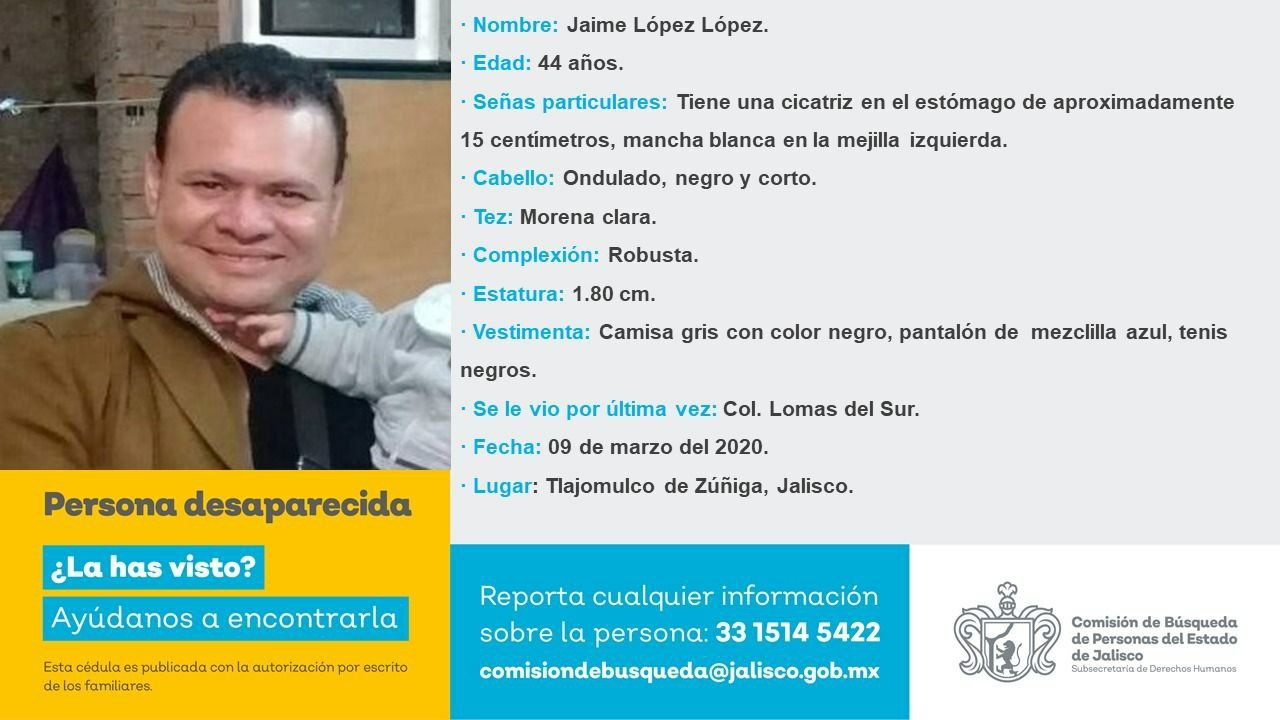 · Nombre: Jaime López López.
· Edad: 44 años.
· Señas particulares: Tiene una cicatriz en el estómago de aproximadamente
15 centímetros, mancha blanca en la mejilla izquierda.
· Cabello: Ondulado, negro y corto.
· Tez: Morena clara.
· Complexión: Robusta.
· Estatura: 1.80 cm.
· Vestimenta: Camisa gris con color negro, pantalón de mezclilla azul, tenis
negros.
· Se le vio por última vez: Col. Lomas del Sur.
· Fecha: 09 de marzo del 2020.
· Lugar: Tlajomulco de Zúñiga, Jalisco.
Persona desaparecida
¿La has visto?
Ayúdanos a encontrarla
Esta cédula es publicada con la autorización por escrito
de los familiares.
Reporta cualquier información
sobre la persona: 33 1514 5422
comisiondebusqueda@jalisco.gob.mx
Comisión de Búsqueda
de Personas del Estado
de Jalisco
Subsecretaría de Derechos Humanos